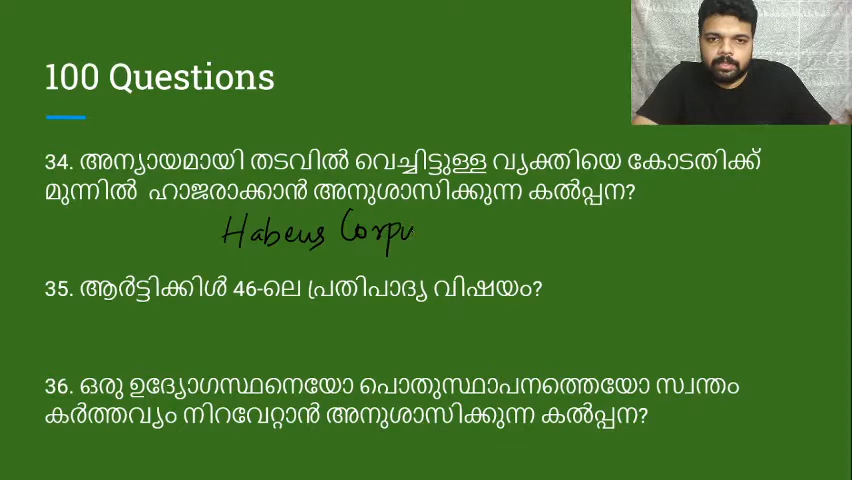 100 Questions
34. അന്യായമായി തടവിൽ വെച്ചിട്ടുള്ള വ്യക്തിയെ കോടതിക്ക്
മുന്നിൽ ഹാജരാക്കാൻ അനുശാസിക്കുന്ന കൽപ്പന?
Habeus Corpu
35. ആർട്ടിക്കിൾ 46-ലെ പ്രതിപാദ്യ വിഷയം?
36. ഒരു ഉദ്യോഗസ്ഥനെയോ പൊതുസ്ഥാപനത്തെയോ സ്വന്തം
കർത്തവ്യം നിറവേറ്റാൻ അനുശാസിക്കുന്ന കൽപ്പന?